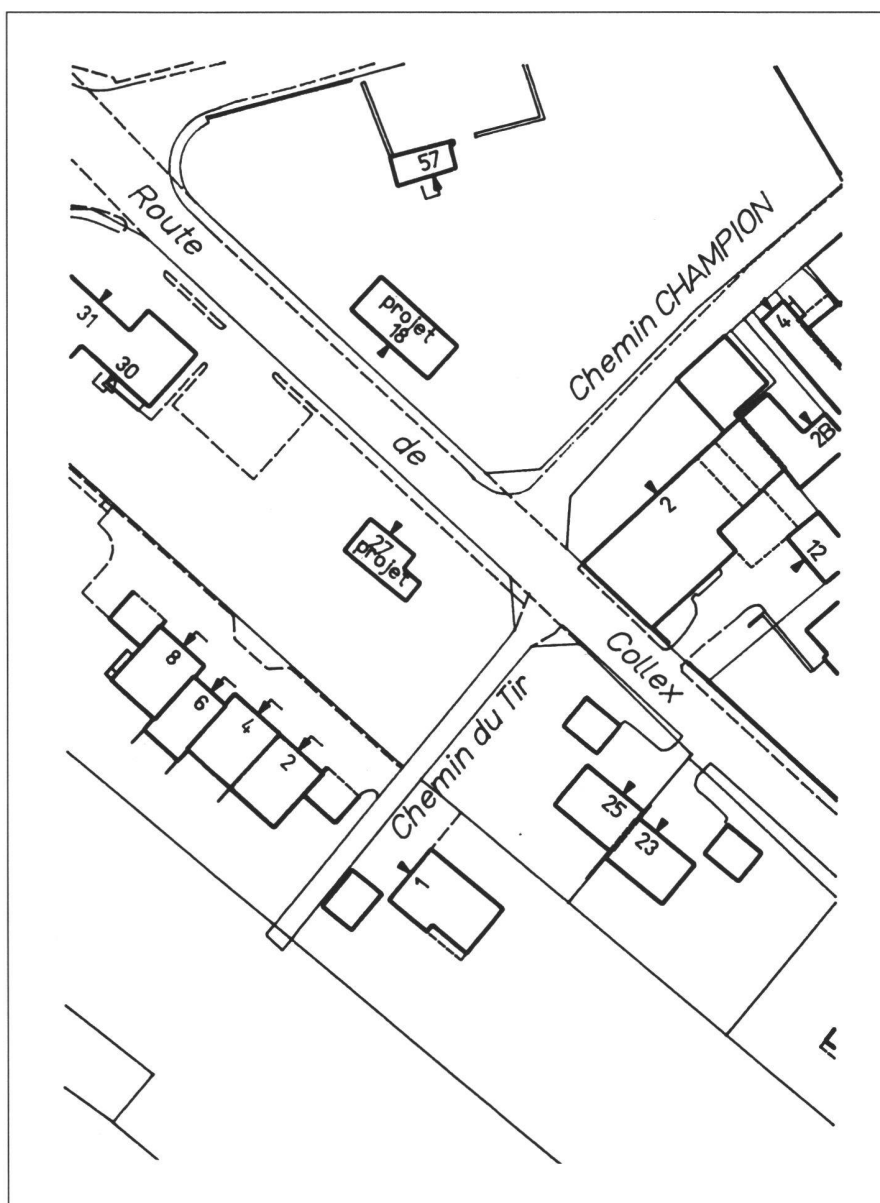 57
Route
projet
18
31
30
Chemin CHAMPION
4
2B
de
2
12
27
projet
8
6
4
2
Collex
Chemin du Tir
25
23
1